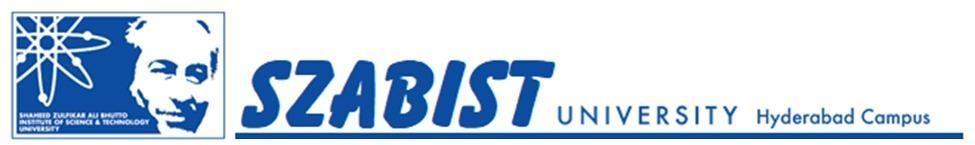 SHAHEED ZULFIKAR ALI BHUTTO
INSTITUTE OF SCIENCE & TECHNOLOGY
UNIVERSITY
SZABIST UNIVERSITY Hyderabad Campus